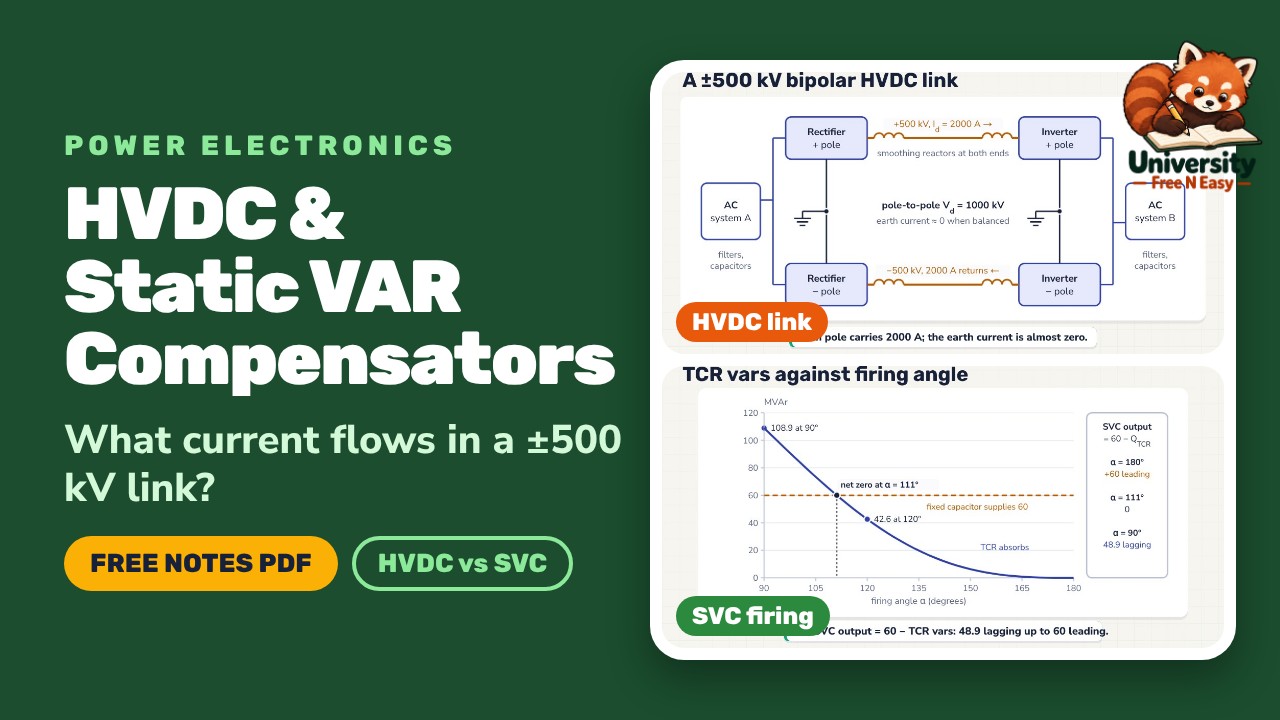 POWER ELECTRONICS
HVDC &
Static VAR
Compensators
What current flows in a ±500
kV link?
FREE NOTES PDF
HVDC vs SVC
A ±500 kV bipolar HVDC link
Rectifier
+ pole
+500 kV, Id = 2000 A →
smoothing reactors at both ends
Inverter
+ pole
AC
system A
filters,
capacitors
pole-to-pole Vd = 1000 kV
earth current ≈ 0 when balanced
AC
system B
filters,
capacitors
Rectifier
− pole
−500 kV, 2000 A returns ←
Inverter
− pole
HVDC link
pole carries 2000 A; the earth current is almost zero.
University
Free N Easy
TCR vars against firing angle
MVAr
120
100
80
60
40
20
0
108.9 at 90°
net zero at α = 111°
fixed capacitor supplies 60
42.6 at 120°
TCR absorbs
90 105 120 135 150 165 180
firing angle α (degrees)
SVC output
= 60 − QTCR
α = 180°
+60 leading
α = 111°
0
α = 90°
48.9 lagging
SVC firing
VC output = 60 − TCR vars: 48.9 lagging up to 60 leading.